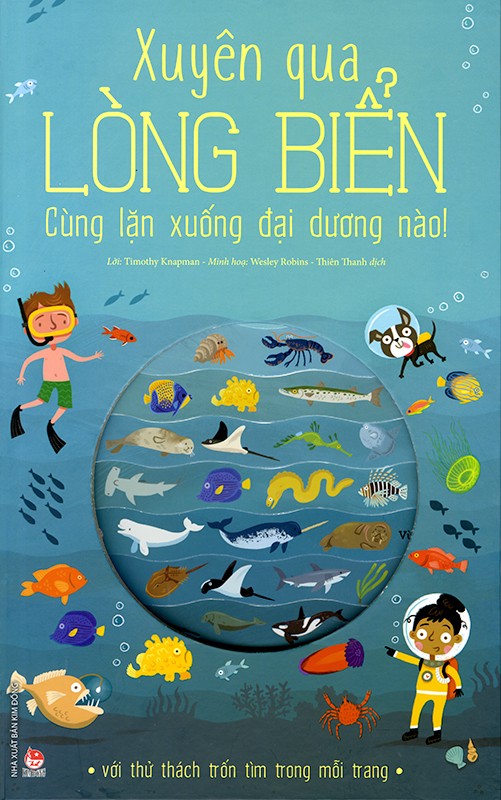 Xuyên qua
LÒNG BIỂN
Cùng lặn xuống đại dương nào!
Lời: Timothy Knapman - Minh hoạ: Wesley Robins - Thiên Thanh dịch
NHÀ XUẤT BẢN KIM ĐỒNG
• với thử thách trốn tìm trong mỗi trang •